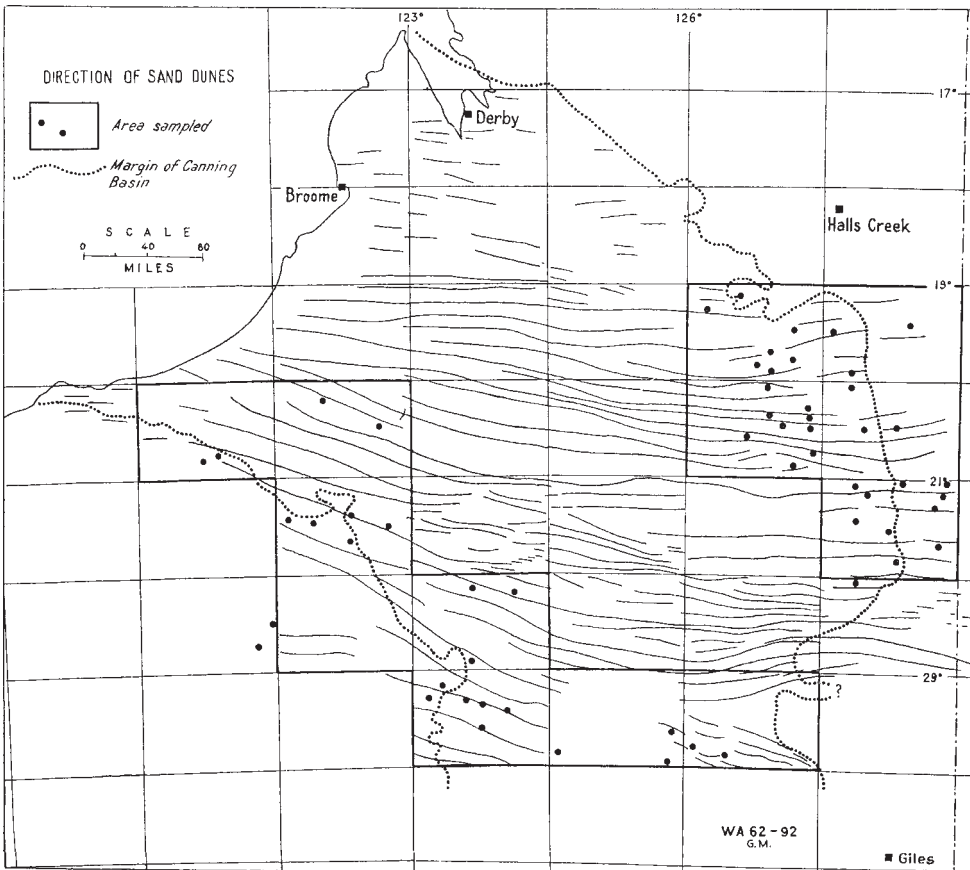 123°
126°
DIRECTION OF SAND DUNES
Area sampled
Margin of Canning
Basin
SCALE
0 40 80
MILES
17°
Derby
Broome
Halls Creek
19°
21°
29°
?
WA 62-92
G.M.
Giles